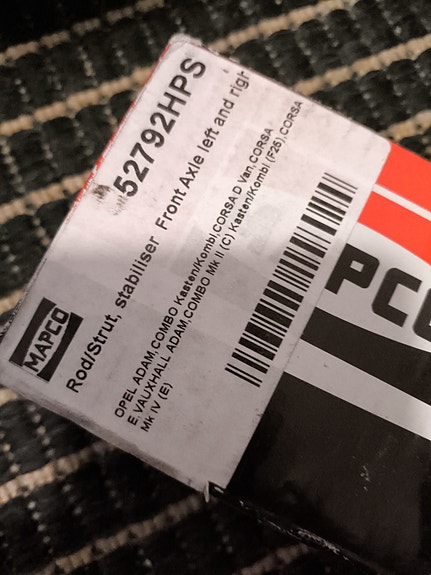 52792HPS
Rod/Strut, stabiliser Front Axle left and righ
MAPCO
OPEL ADAM,COMBO Kasten/Kombi,CORSA D Van,CORSA
E.VAUXHALL ADAM,COMBO Mk II (C) Kasten/Kombi (F25),CORSA
Mk IV (E)
PCO